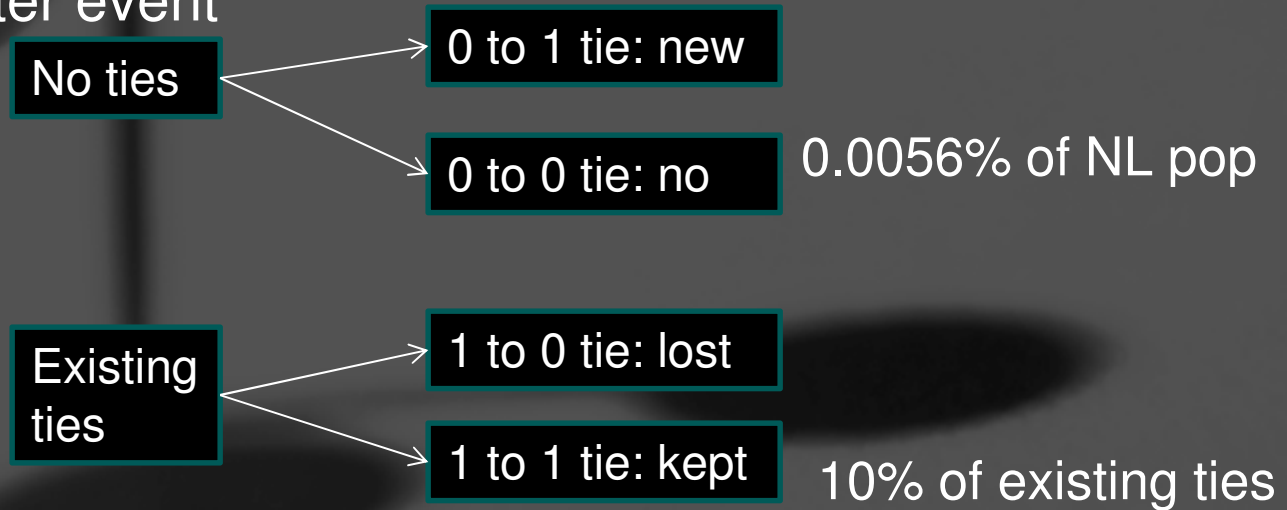 event
No ties
0 to 1 tie: new
0 to 0 tie: no
0.0056% of NL pop
Existing
ties
1 to 0 tie: lost
1 to 1 tie: kept
10% of existing ties